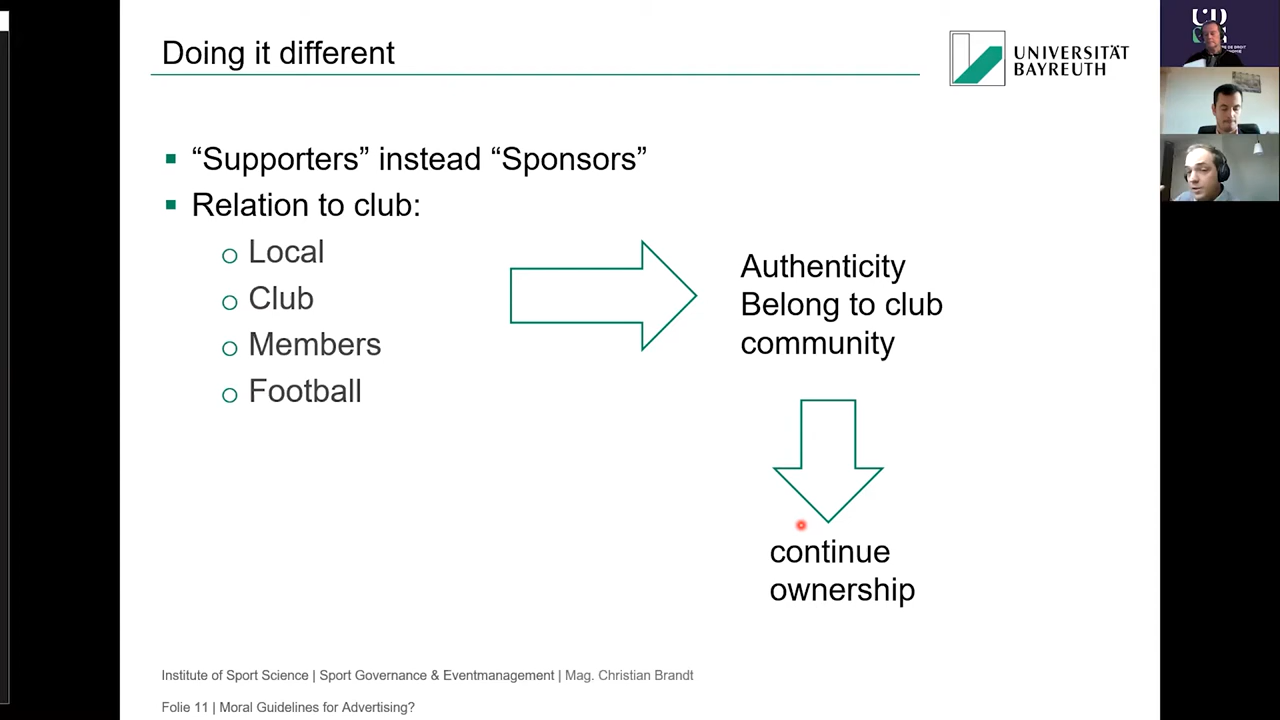 Doing it different
UNIVERSITÄT
BAYREUTH
“Supporters” instead “Sponsors”
Relation to club:
Local
Club
Members
Football
Authenticity
Belong to club
community
continue
ownership
Institute of Sport Science | Sport Governance & Eventmanagement | Mag. Christian Brandt
Folie 11 | Moral Guidelines for Advertising?